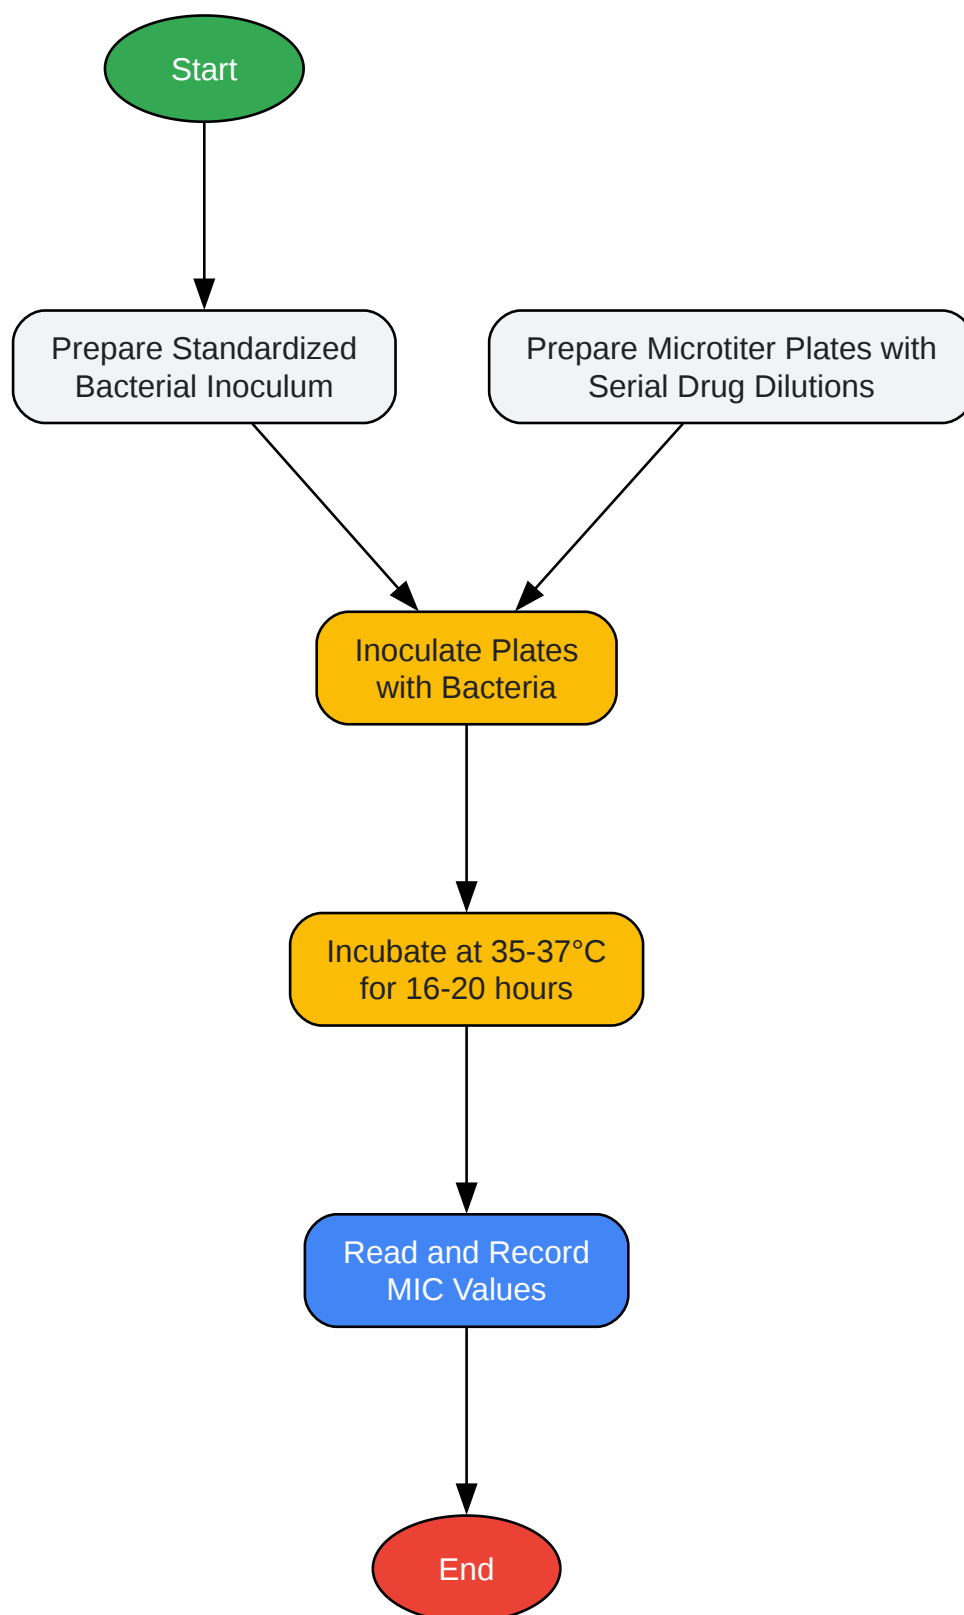 Start
Prepare Standardized
Bacterial Inoculum
Prepare Microtiter Plates with
Serial Drug Dilutions
Inoculate Plates
with Bacteria
Incubate at 35-37°C
for 16-20 hours
Read and Record
MIC Values
End